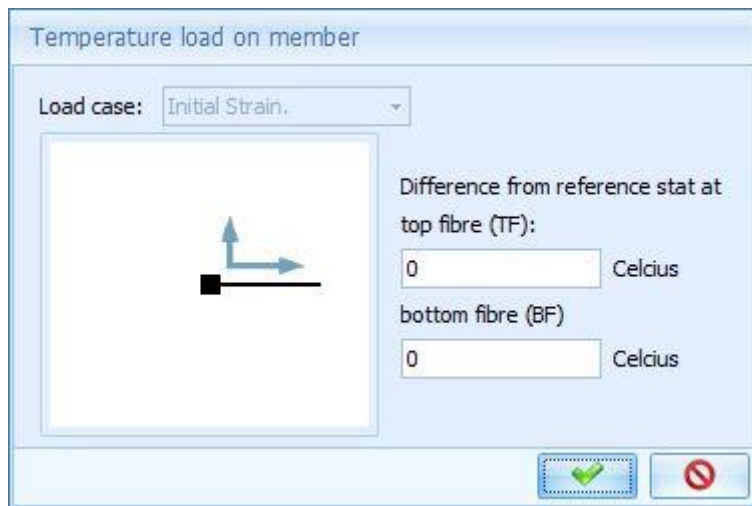 Temperature load on member
Load case: Initial Strain.
Difference from reference stat at
top fibre (TF):
0 Celcius
bottom fibre (BF)
0 Celcius